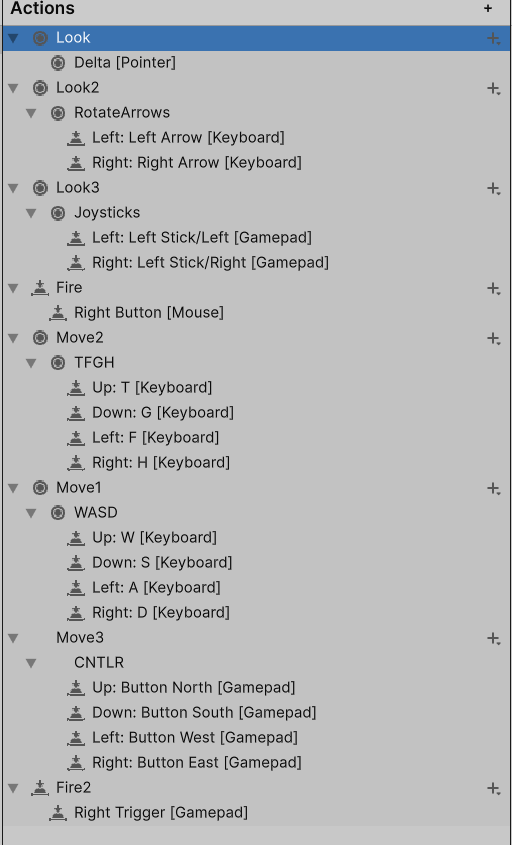 Actions +
Look
Delta [Pointer]
Look2
RotateArrows
Left: Left Arrow [Keyboard]
Right: Right Arrow [Keyboard]
Look3
Joysticks
Left: Left Stick/Left [Gamepad]
Right: Left Stick/Right [Gamepad]
Fire
Right Button [Mouse]
Move2
TFGH
Up: T [Keyboard]
Down: G [Keyboard]
Left: F [Keyboard]
Right: H [Keyboard]
Move1
WASD
Up: W [Keyboard]
Down: S [Keyboard]
Left: A [Keyboard]
Right: D [Keyboard]
Move3
CNTLR
Up: Button North [Gamepad]
Down: Button South [Gamepad]
Left: Button West [Gamepad]
Right: Button East [Gamepad]
Fire2
Right Trigger [Gamepad]